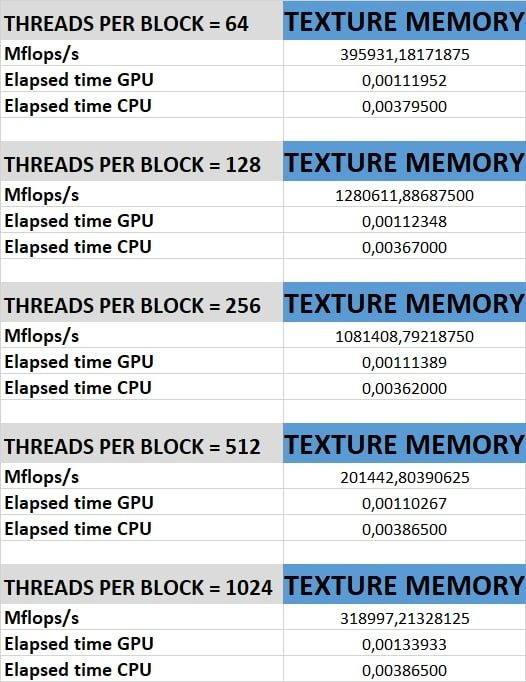 THREADS PER BLOCK = 64 TEXTURE MEMORY
Mflops/s 395931,18171875
Elapsed time GPU 0,00111952
Elapsed time CPU 0,00379500
THREADS PER BLOCK = 128 TEXTURE MEMORY
Mflops/s 1280611,88687500
Elapsed time GPU 0,00112348
Elapsed time CPU 0,00367000
THREADS PER BLOCK = 256 TEXTURE MEMORY
Mflops/s 1081408,79218750
Elapsed time GPU 0,00111389
Elapsed time CPU 0,00362000
THREADS PER BLOCK = 512 TEXTURE MEMORY
Mflops/s 201442,80390625
Elapsed time GPU 0,00110267
Elapsed time CPU 0,00386500
THREADS PER BLOCK = 1024 TEXTURE MEMORY
Mflops/s 318997,21328125
Elapsed time GPU 0,00133933
Elapsed time CPU 0,00386500